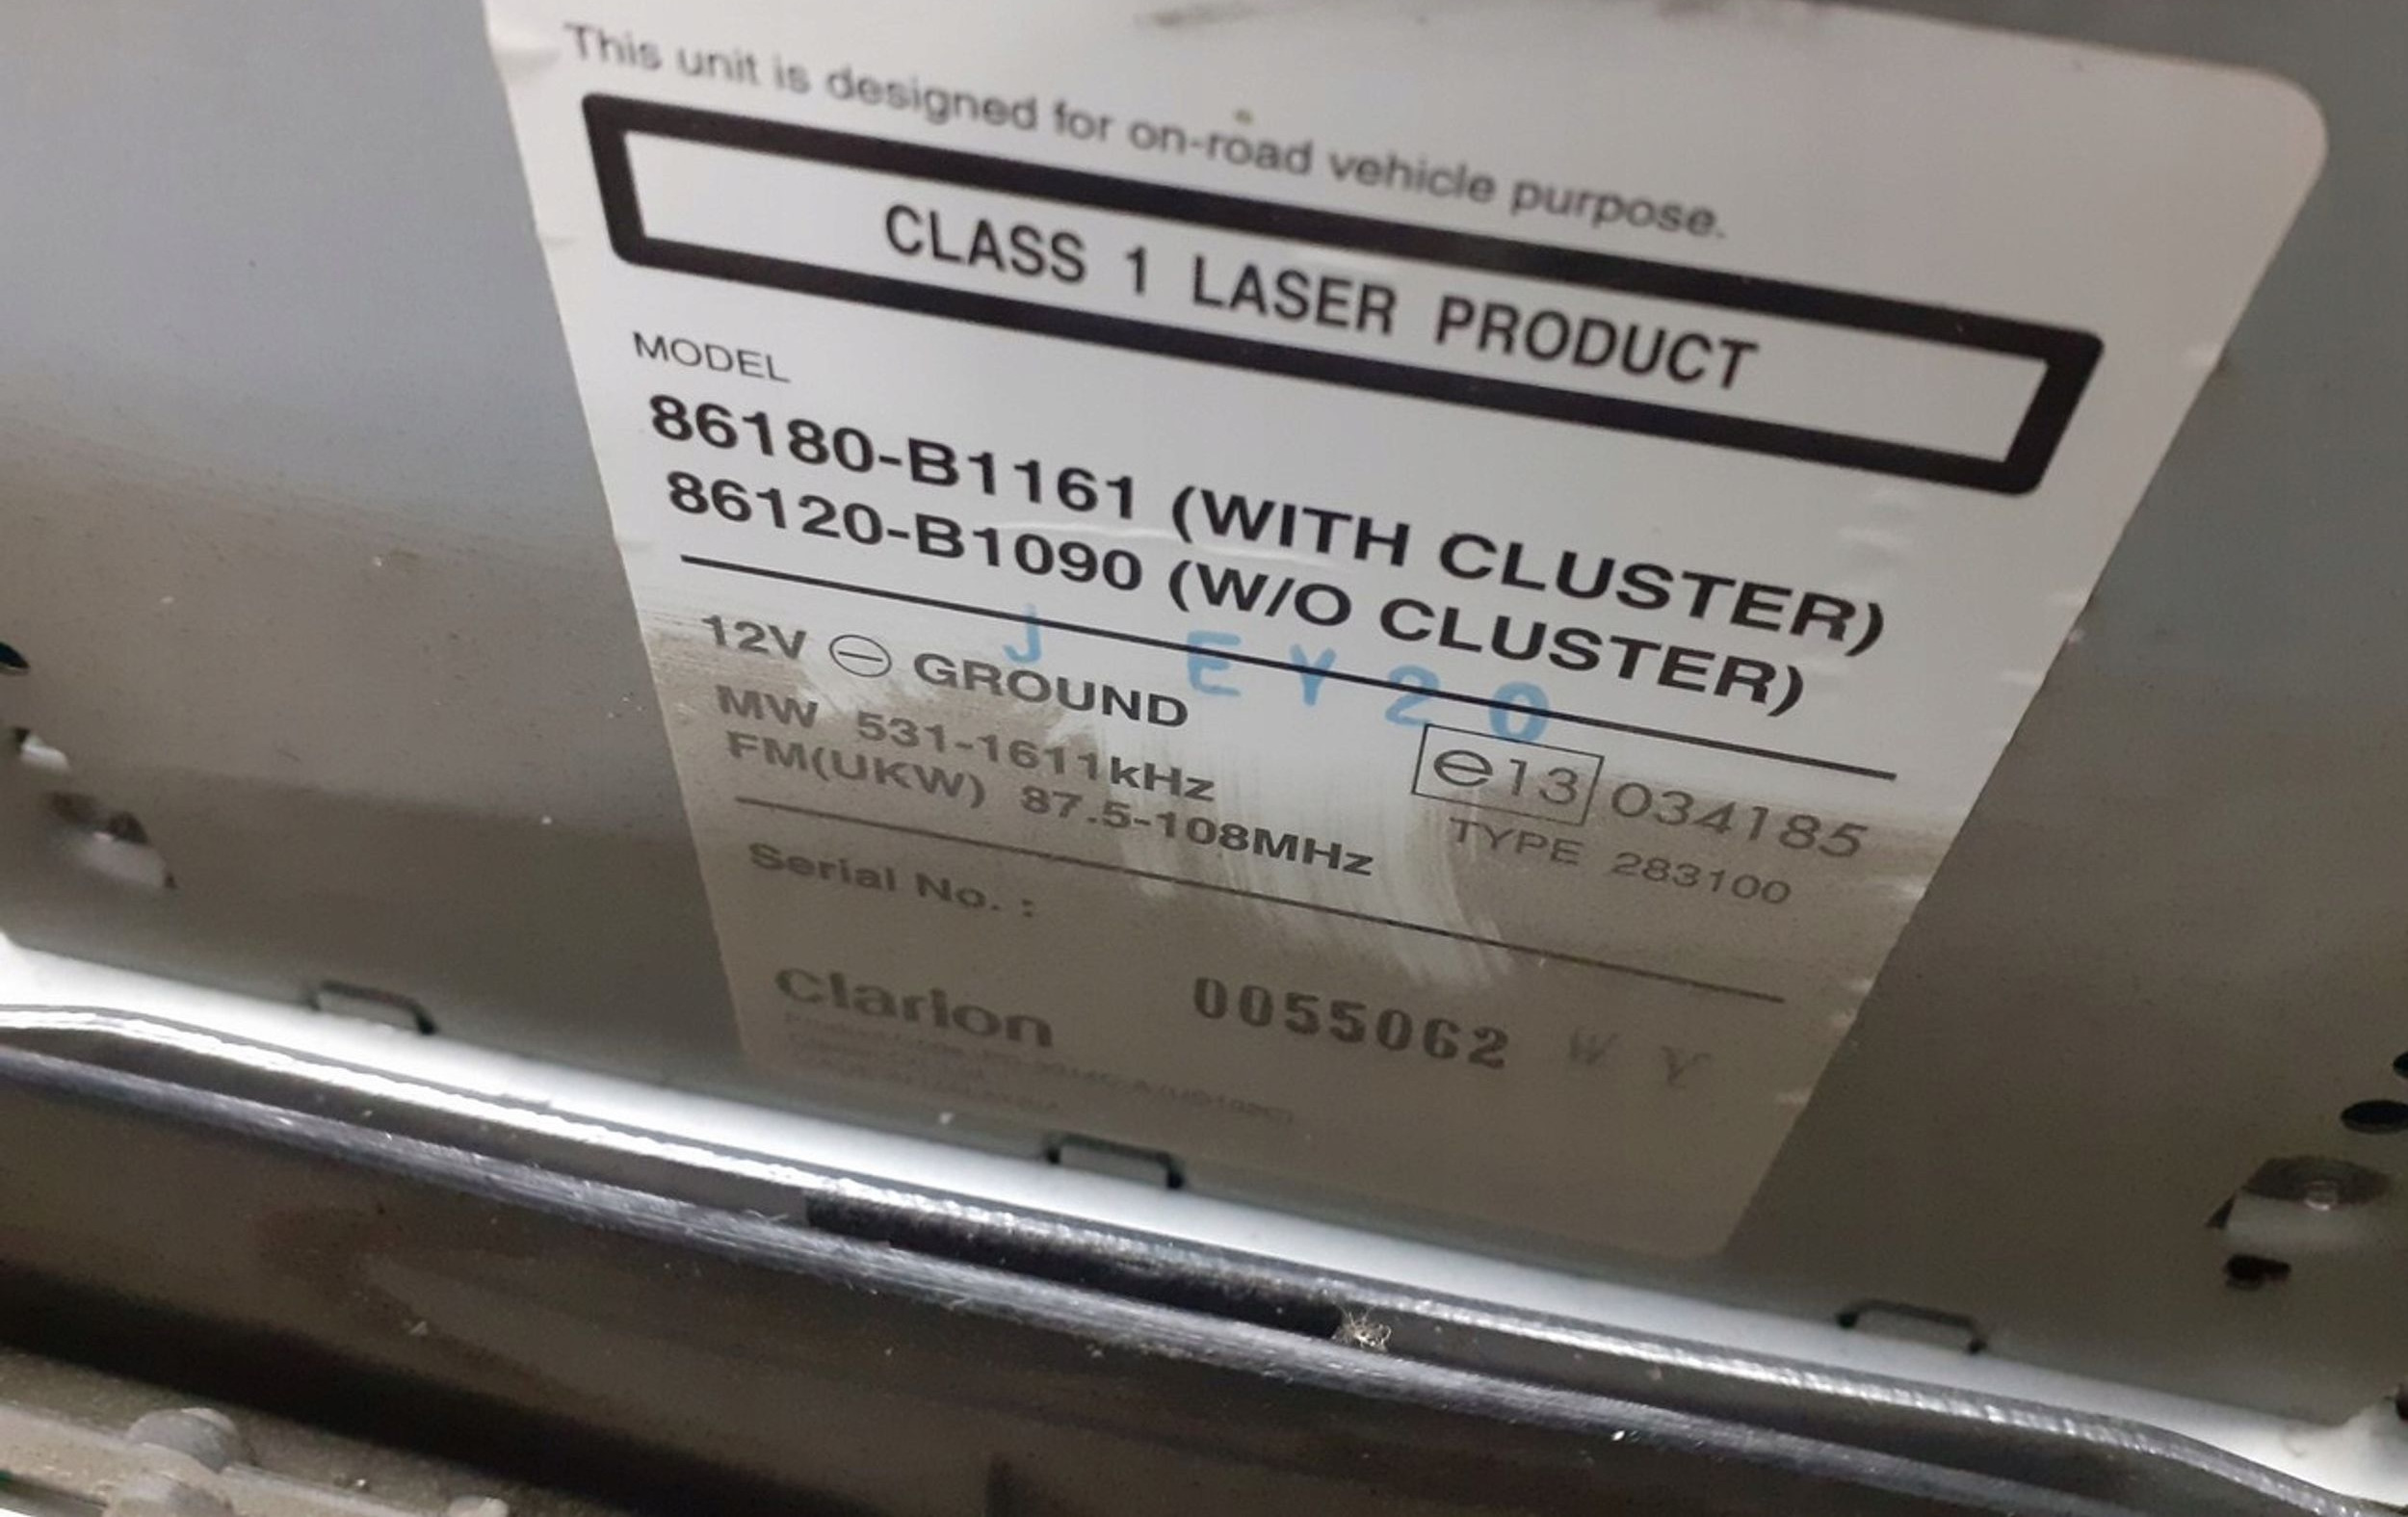 This unit is designed for on-road vehicle purpose.
CLASS 1 LASER PRODUCT
MODEL
86180-B1161 (WITH CLUSTER)
86120-B1090 (W/O CLUSTER)
J EY20
12V ⊖ GROUND
MW 531-1611kHz
FM(UKW) 87.5-108MHz
e13 034185
TYPE 283100
Serial No. :
Clarion
0055062 W Y